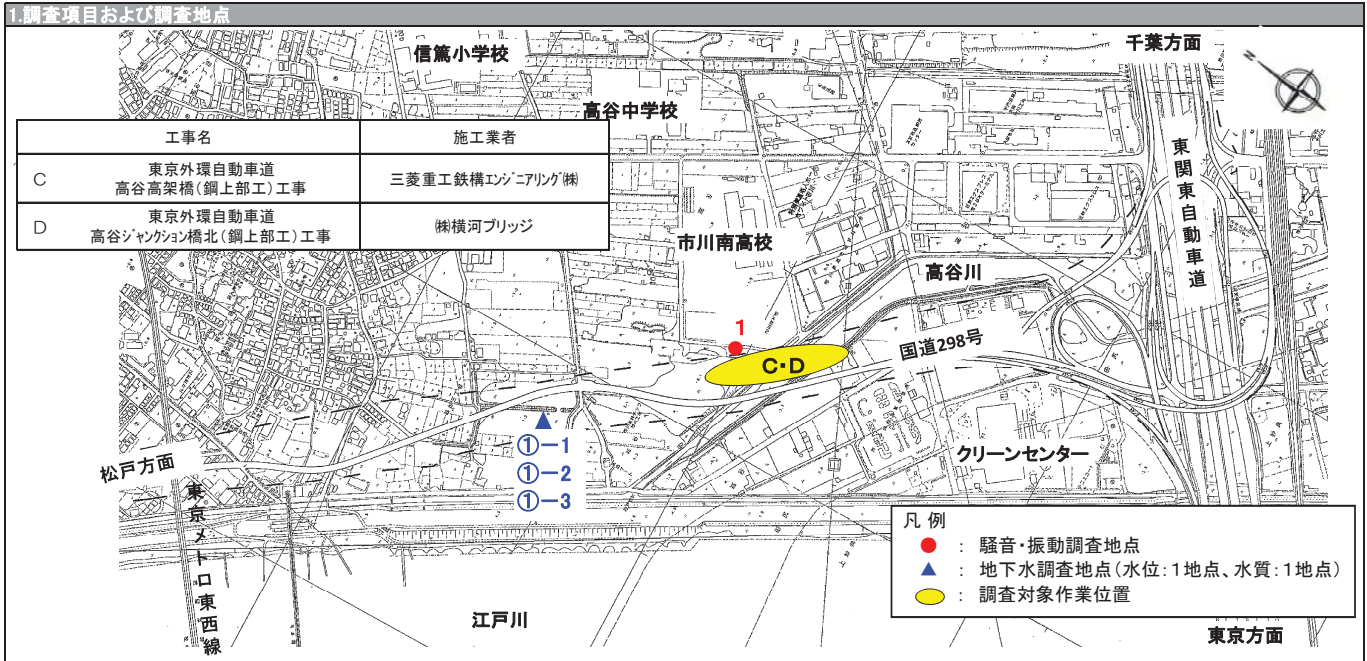 1.調査項目および調査地点
信篤小学校
千葉方面
高谷中学校
工事名
施工業者
C
東京外環自動車道
高谷高架橋(鋼上部工)工事
三菱重工鉄構エンジニアリング㈱
D
東京外環自動車道
高谷ジャンクション橋北(鋼上部工)工事
㈱横河ブリッジ
東関東自動車道
市川南高校
高谷川
1
C・D
国道298号
①-1
①-2
①-3
松戸方面
クリーンセンター
東京メトロ東西線
江戸川
凡 例
： 騒音・振動調査地点
： 地下水調査地点(水位:1地点、水質:1地点)
： 調査対象作業位置
東京方面